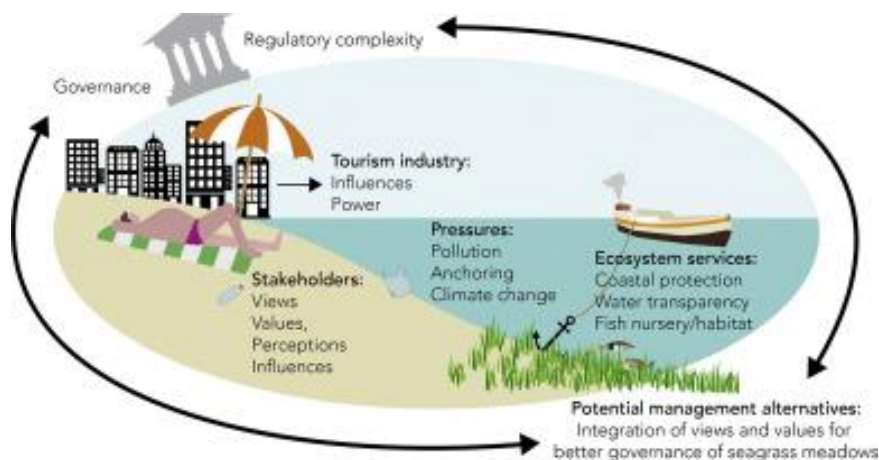 Regulatory complexity
Governance
Tourism industry:
Influences
Power
Pressures:
Pollution
Anchoring
Climate change
Ecosystem services:
Coastal protection
Water transparency
Fish nursery/habitat
Stakeholders:
Views
Values,
Perceptions
Influences
Potential management alternatives:
Integration of views and values for
better governance of seagrass meadows